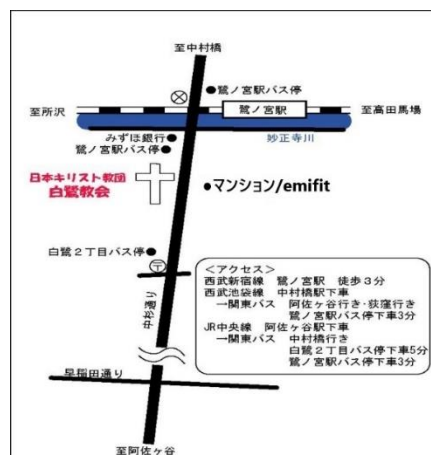 至中村橋
鷺ノ宮駅バス停
至所沢
鷺ノ宮駅
至高田馬場
みずほ銀行
妙正寺川
鷺ノ宮駅バス停
日本キリスト教団
白鷺教会
●マンション/emifit
白鷺2丁目バス停
中杉通り
<アクセス>
西武新宿線 鷺ノ宮駅 徒歩3分
西武池袋線 中村橋駅下車
→関東バス 阿佐ヶ谷行き・荻窪行き
鷺ノ宮駅バス停下車3分
JR中央線 阿佐ヶ谷駅下車
→関東バス 中村橋行き
白鷺2丁目バス停下車5分
鷺ノ宮駅バス停下車3分
早稲田通り
至阿佐ヶ谷